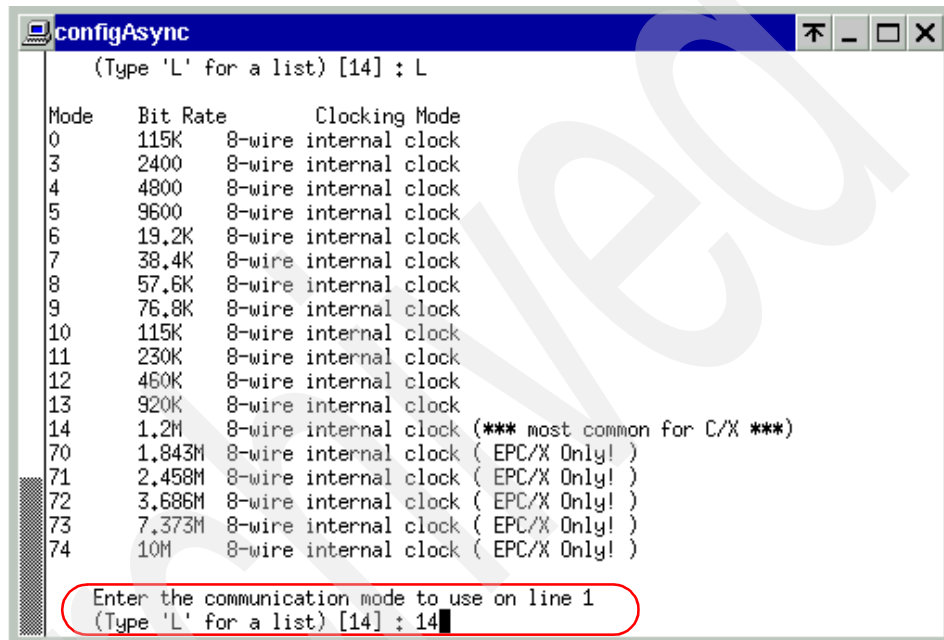 configAsync
(Type 'L' for a list) [14] : L
Mode Bit Rate Clocking Mode
0 115K 8-wire internal clock
3 2400 8-wire internal clock
4 4800 8-wire internal clock
5 9600 8-wire internal clock
6 19.2K 8-wire internal clock
7 38.4K 8-wire internal clock
8 57.6K 8-wire internal clock
9 76.8K 8-wire internal clock
10 115K 8-wire internal clock
11 230K 8-wire internal clock
12 460K 8-wire internal clock
13 920K 8-wire internal clock
14 1.2M 8-wire internal clock (*** most common for C/X ***)
70 1.843M 8-wire internal clock ( EPC/X Only! )
71 2.458M 8-wire internal clock ( EPC/X Only! )
72 3.686M 8-wire internal clock ( EPC/X Only! )
73 7.373M 8-wire internal clock ( EPC/X Only! )
74 10M 8-wire internal clock ( EPC/X Only! )
Enter the communication mode to use on line 1
(Type 'L' for a list) [14] : 14